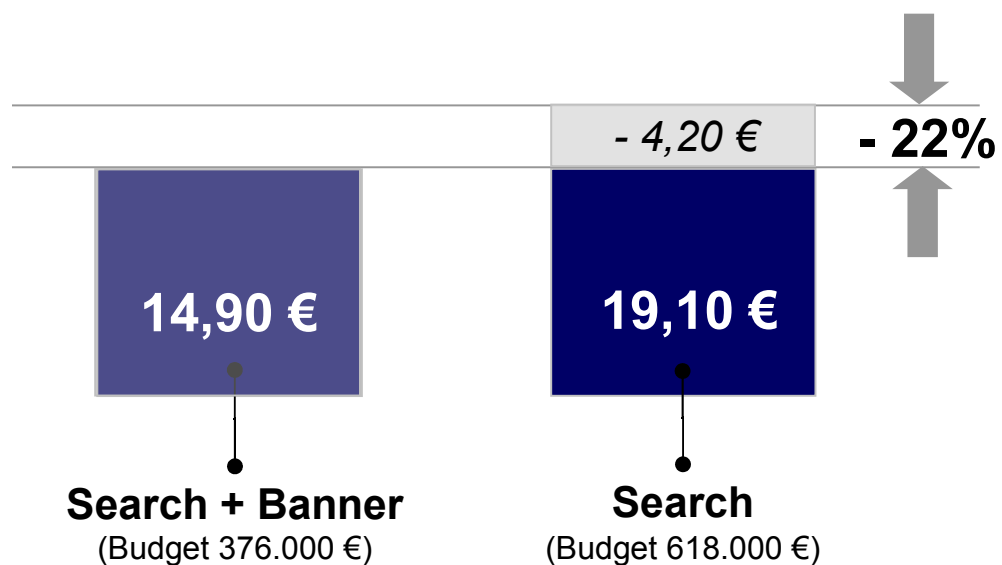 - 4,20 €
- 22%
14,90 €
19,10 €
Search + Banner
(Budget 376.000 €)
Search
(Budget 618.000 €)